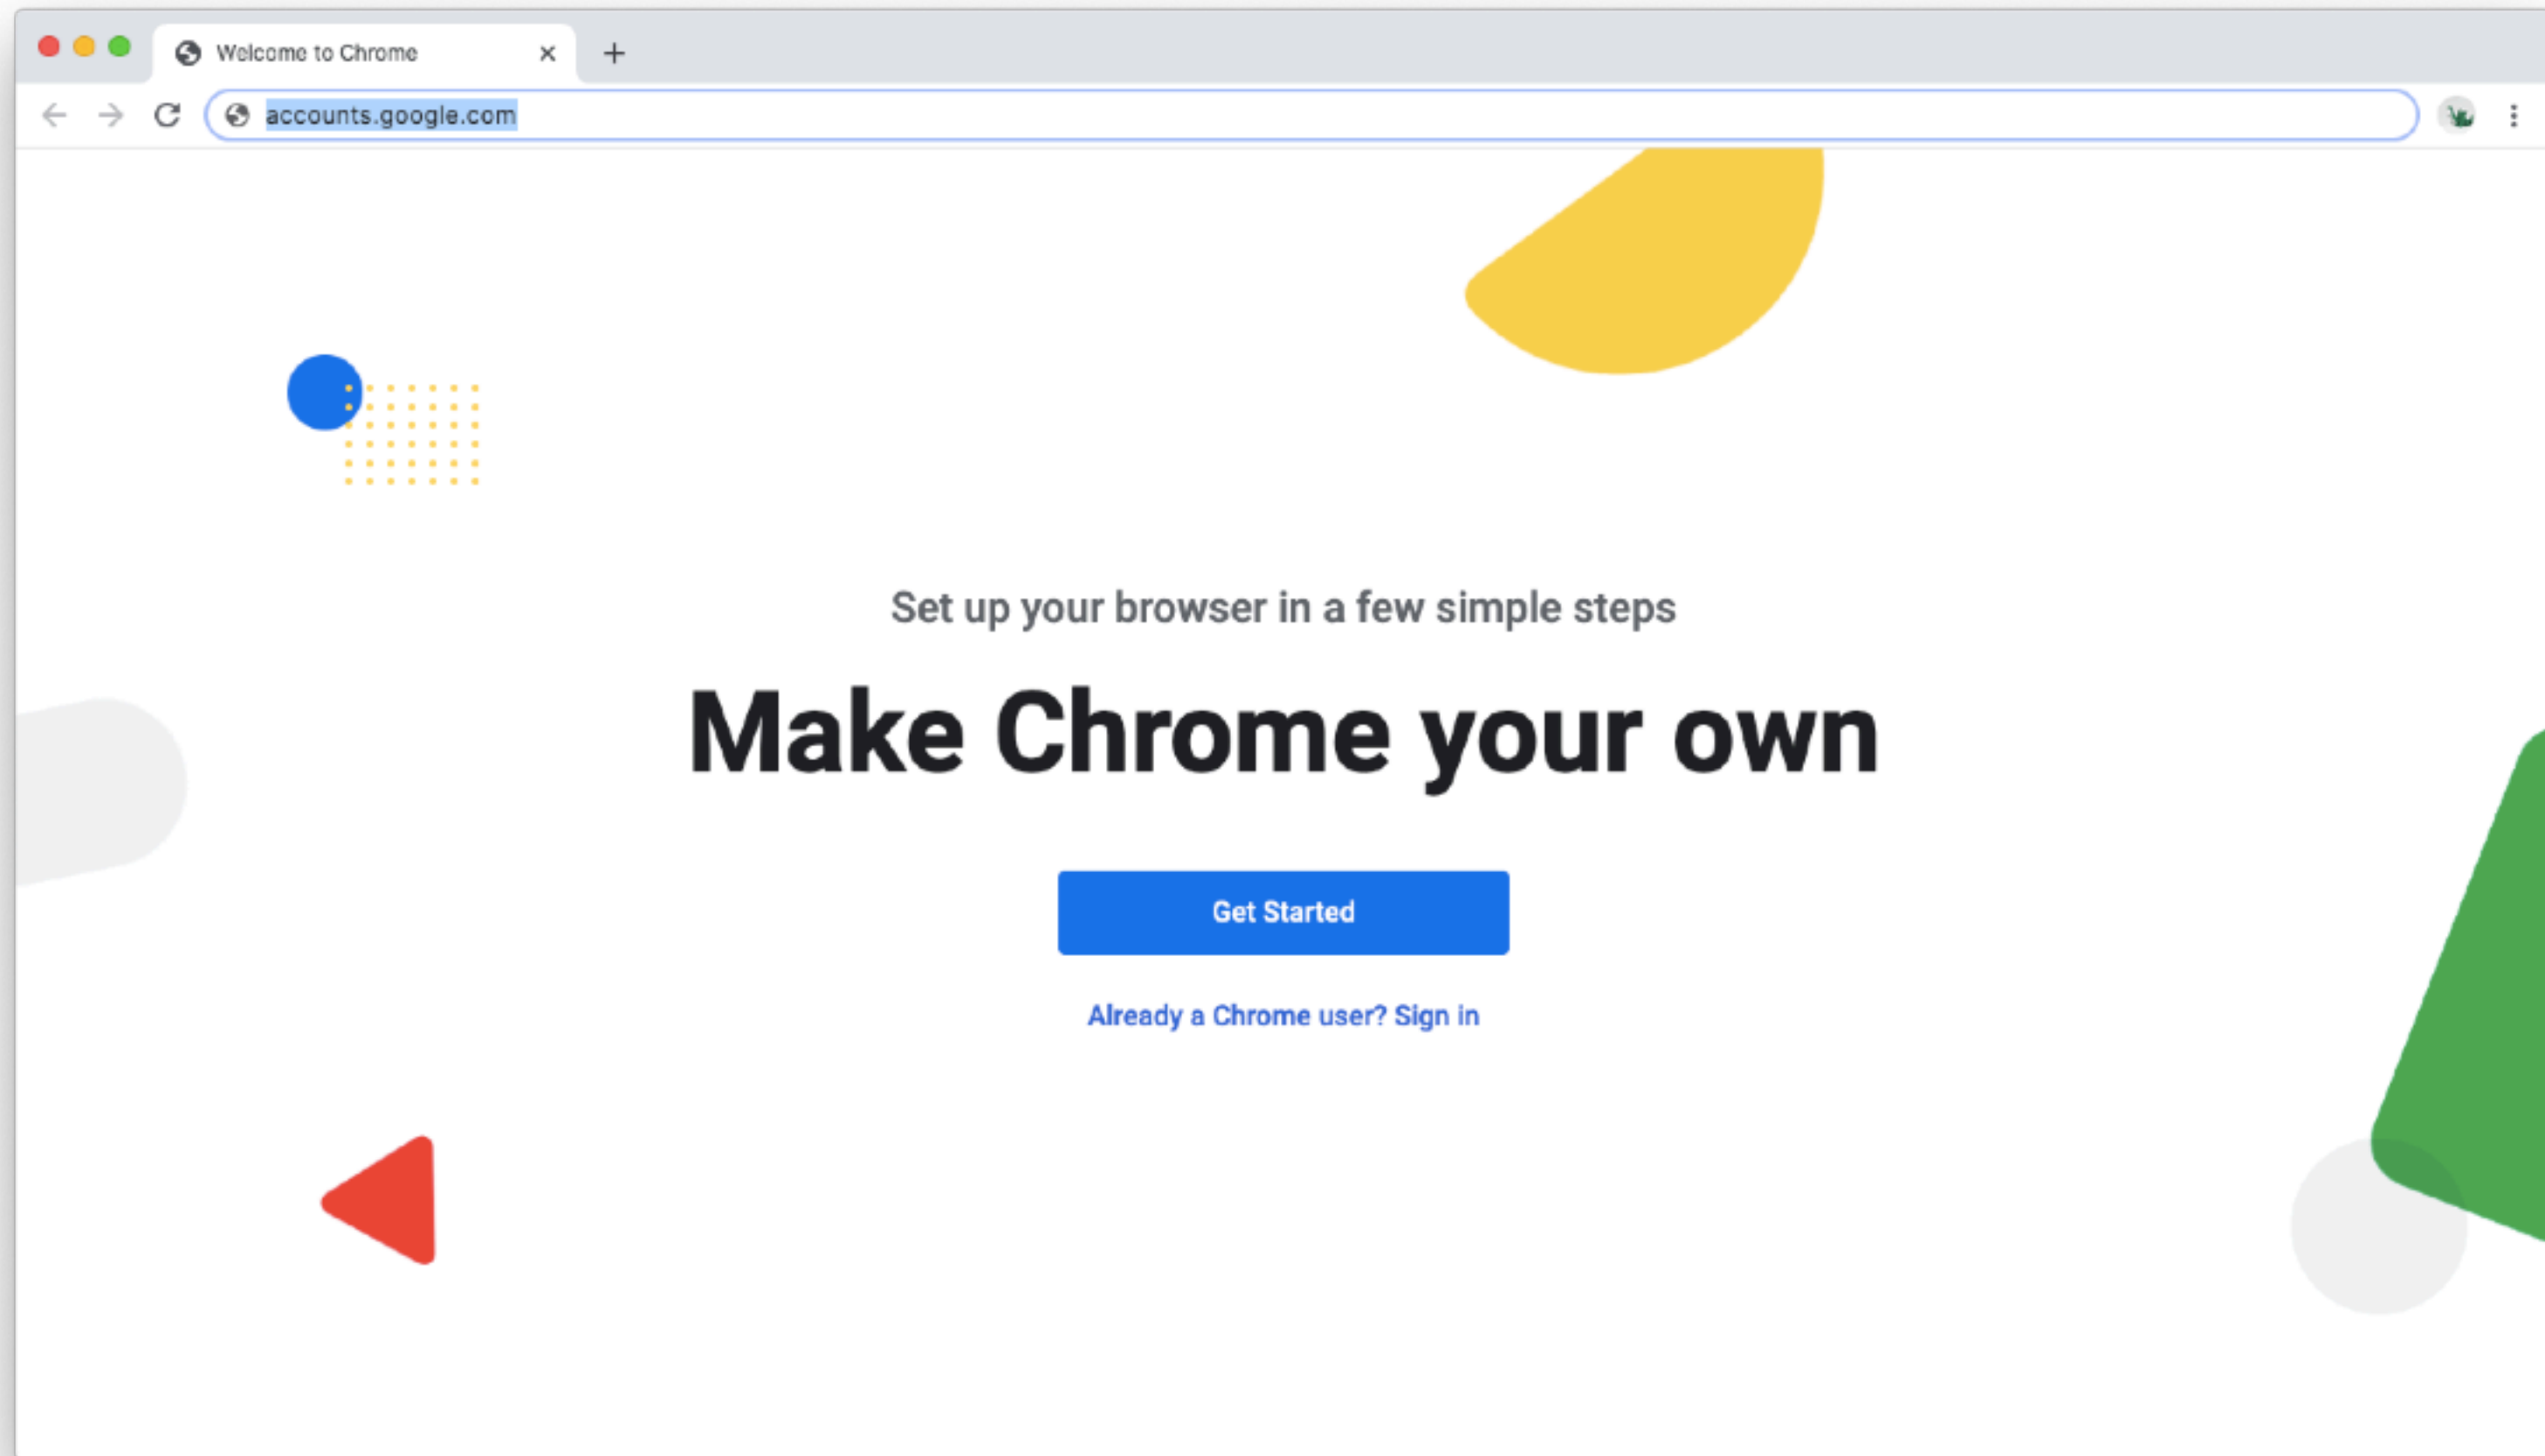 Welcome to Chrome
accounts.google.com
Set up your browser in a few simple steps
Make Chrome your own
Get Started
Already a Chrome user? Sign in